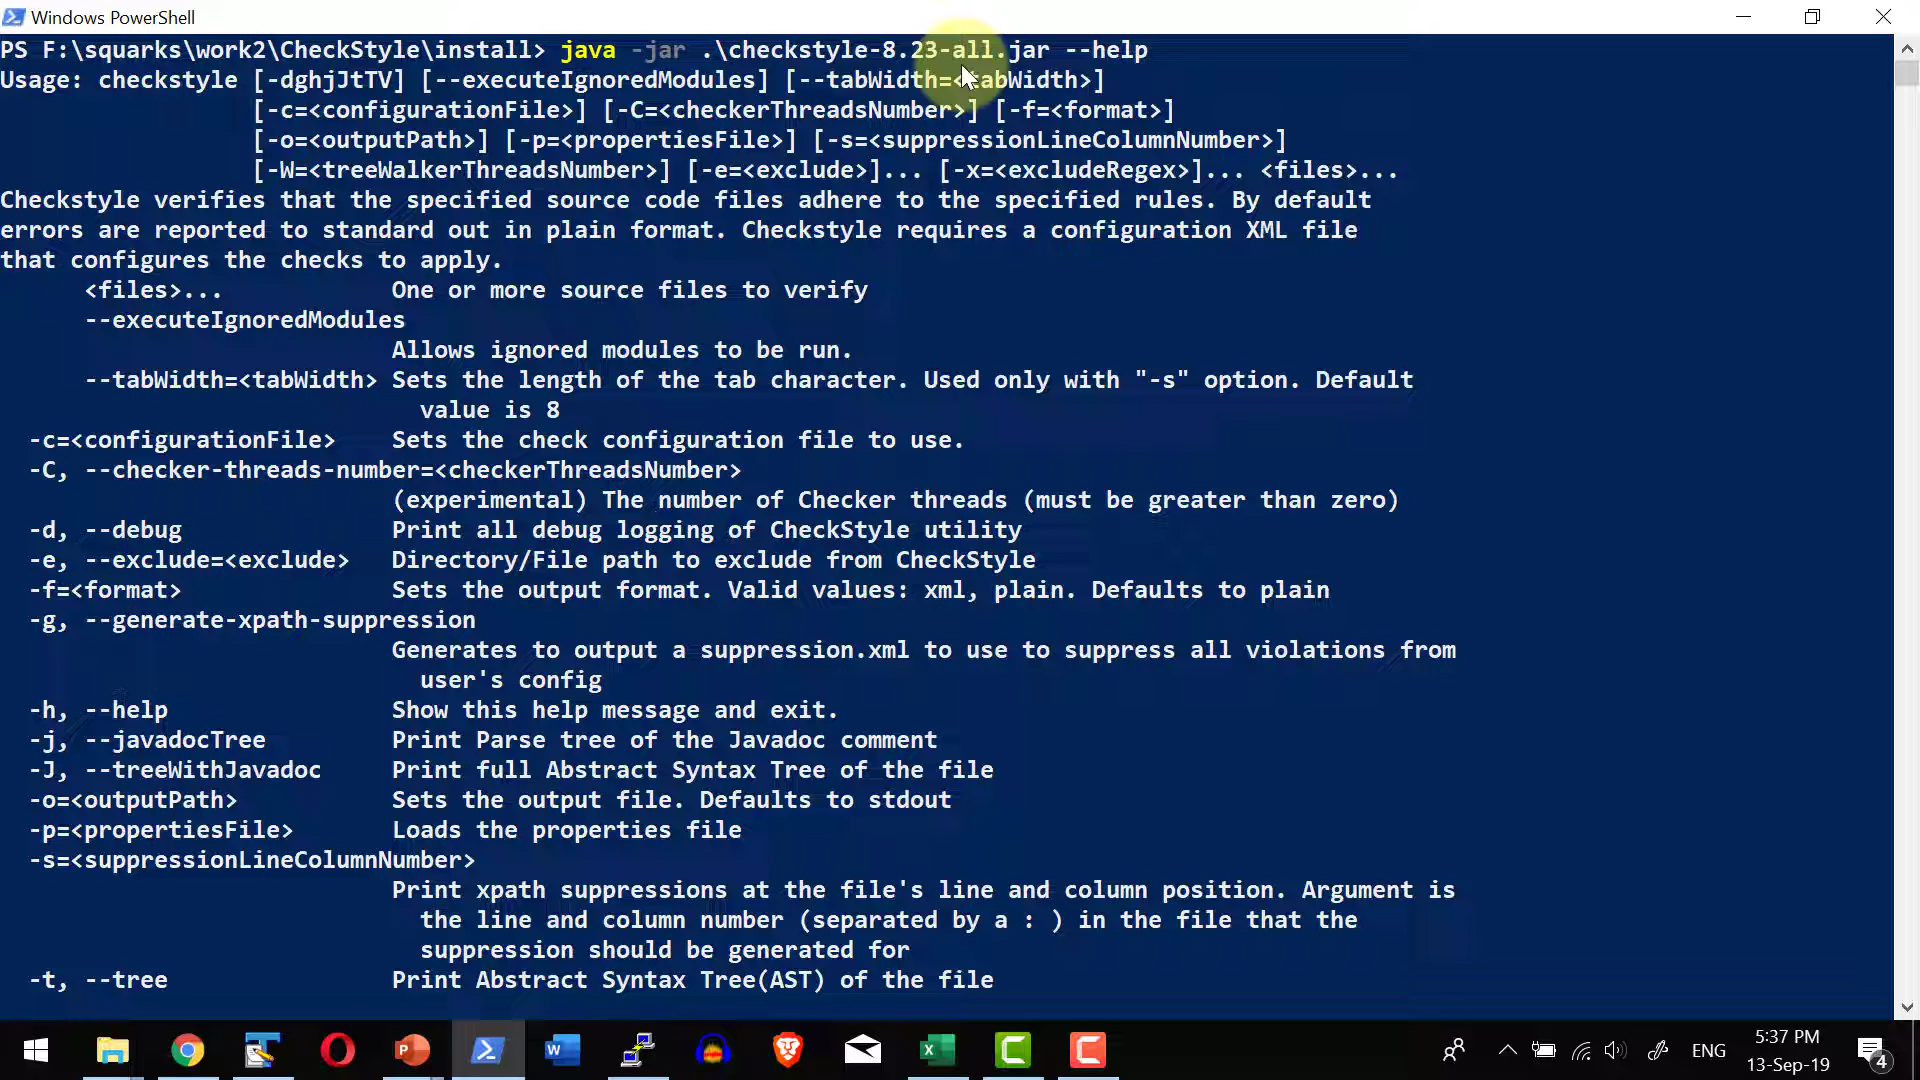 Windows PowerShell
PS F:\squarks\work2\CheckStyle\install> java -jar .\checkstyle-8.23-all.jar --help
Usage: checkstyle [-dghjJtTV] [--executeIgnoredModules] [--tabWidth=<tabWidth>]
[-c=<configurationFile>] [-C=<checkerThreadsNumber>] [-f=<format>]
[-o=<outputPath>] [-p=<propertiesFile>] [-s=<suppressionLineColumnNumber>]
[-W=<treeWalkerThreadsNumber>] [-e=<exclude>]... [-x=<excludeRegex>]... <files>...
Checkstyle verifies that the specified source code files adhere to the specified rules. By default
errors are reported to standard out in plain format. Checkstyle requires a configuration XML file
that configures the checks to apply.
<files>... One or more source files to verify
--executeIgnoredModules
Allows ignored modules to be run.
--tabWidth=<tabWidth> Sets the length of the tab character. Used only with "-s" option. Default
value is 8
-c=<configurationFile> Sets the check configuration file to use.
-C, --checker-threads-number=<checkerThreadsNumber>
(experimental) The number of Checker threads (must be greater than zero)
-d, --debug Print all debug logging of CheckStyle utility
-e, --exclude=<exclude> Directory/File path to exclude from CheckStyle
-f=<format> Sets the output format. Valid values: xml, plain. Defaults to plain
-g, --generate-xpath-suppression
Generates to output a suppression.xml to use to suppress all violations from
user's config
-h, --help Show this help message and exit.
-j, --javadocTree Print Parse tree of the Javadoc comment
-J, --treeWithJavadoc Print full Abstract Syntax Tree of the file
-o=<outputPath> Sets the output file. Defaults to stdout
-p=<propertiesFile> Loads the properties file
-s=<suppressionLineColumnNumber>
Print xpath suppressions at the file's line and column position. Argument is
the line and column number (separated by a : ) in the file that the
suppression should be generated for
-t, --tree Print Abstract Syntax Tree(AST) of the file
ENG
5:37 PM
13-Sep-19
4